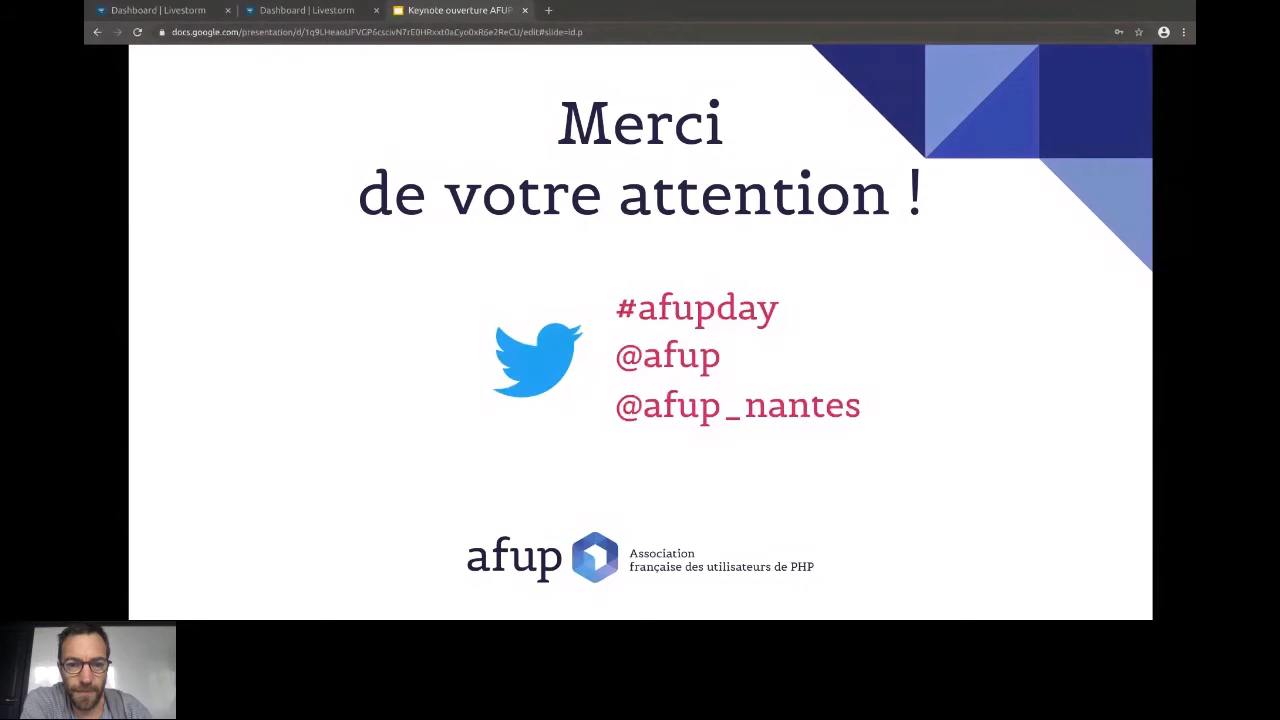 Dashboard | Livestorm
Dashboard | Livestorm
Keynote ouverture AFUP
Merci
de votre attention !
#afupday
@afup
@afup_nantes
afup
Association
française des utilisateurs de PHP